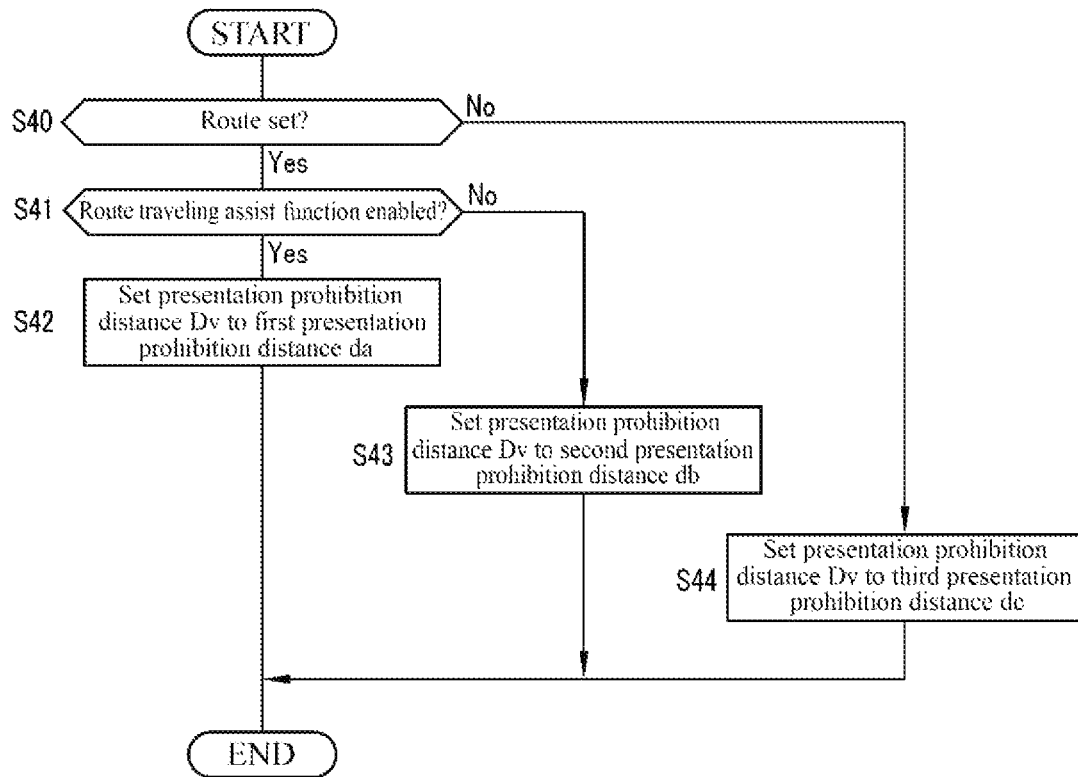 START
S40
Route set?
No
Yes
S41
Route traveling assist function enabled?
No
Yes
S42
Set presentation prohibition
distance Dv to first presentation
prohibition distance da
S43
Set presentation prohibition
distance Dv to second presentation
prohibition distance db
S44
Set presentation prohibition
distance Dv to third presentation
prohibition distance dc
END